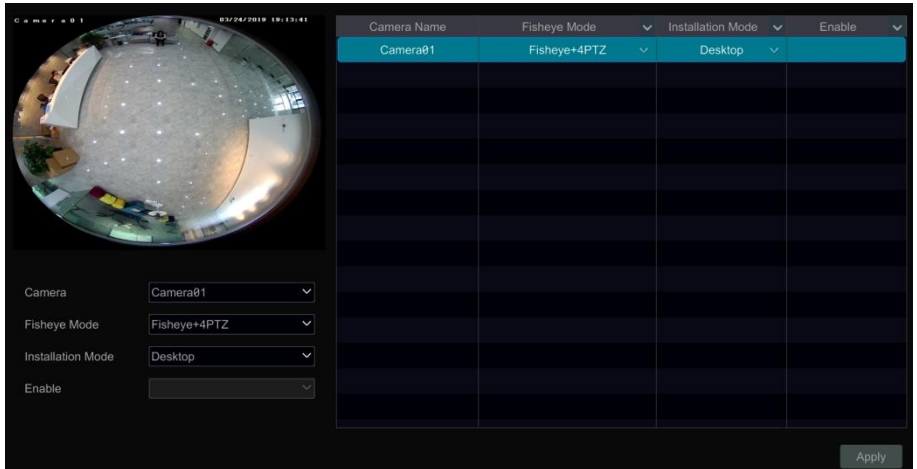 Camera01 03/24/2019 19:13:41
Camera Name Fisheye Mode Installation Mode Enable
Camera01 Fisheye+4PTZ Desktop
Camera Camera01
Fisheye Mode Fisheye+4PTZ
Installation Mode Desktop
Enable
Apply